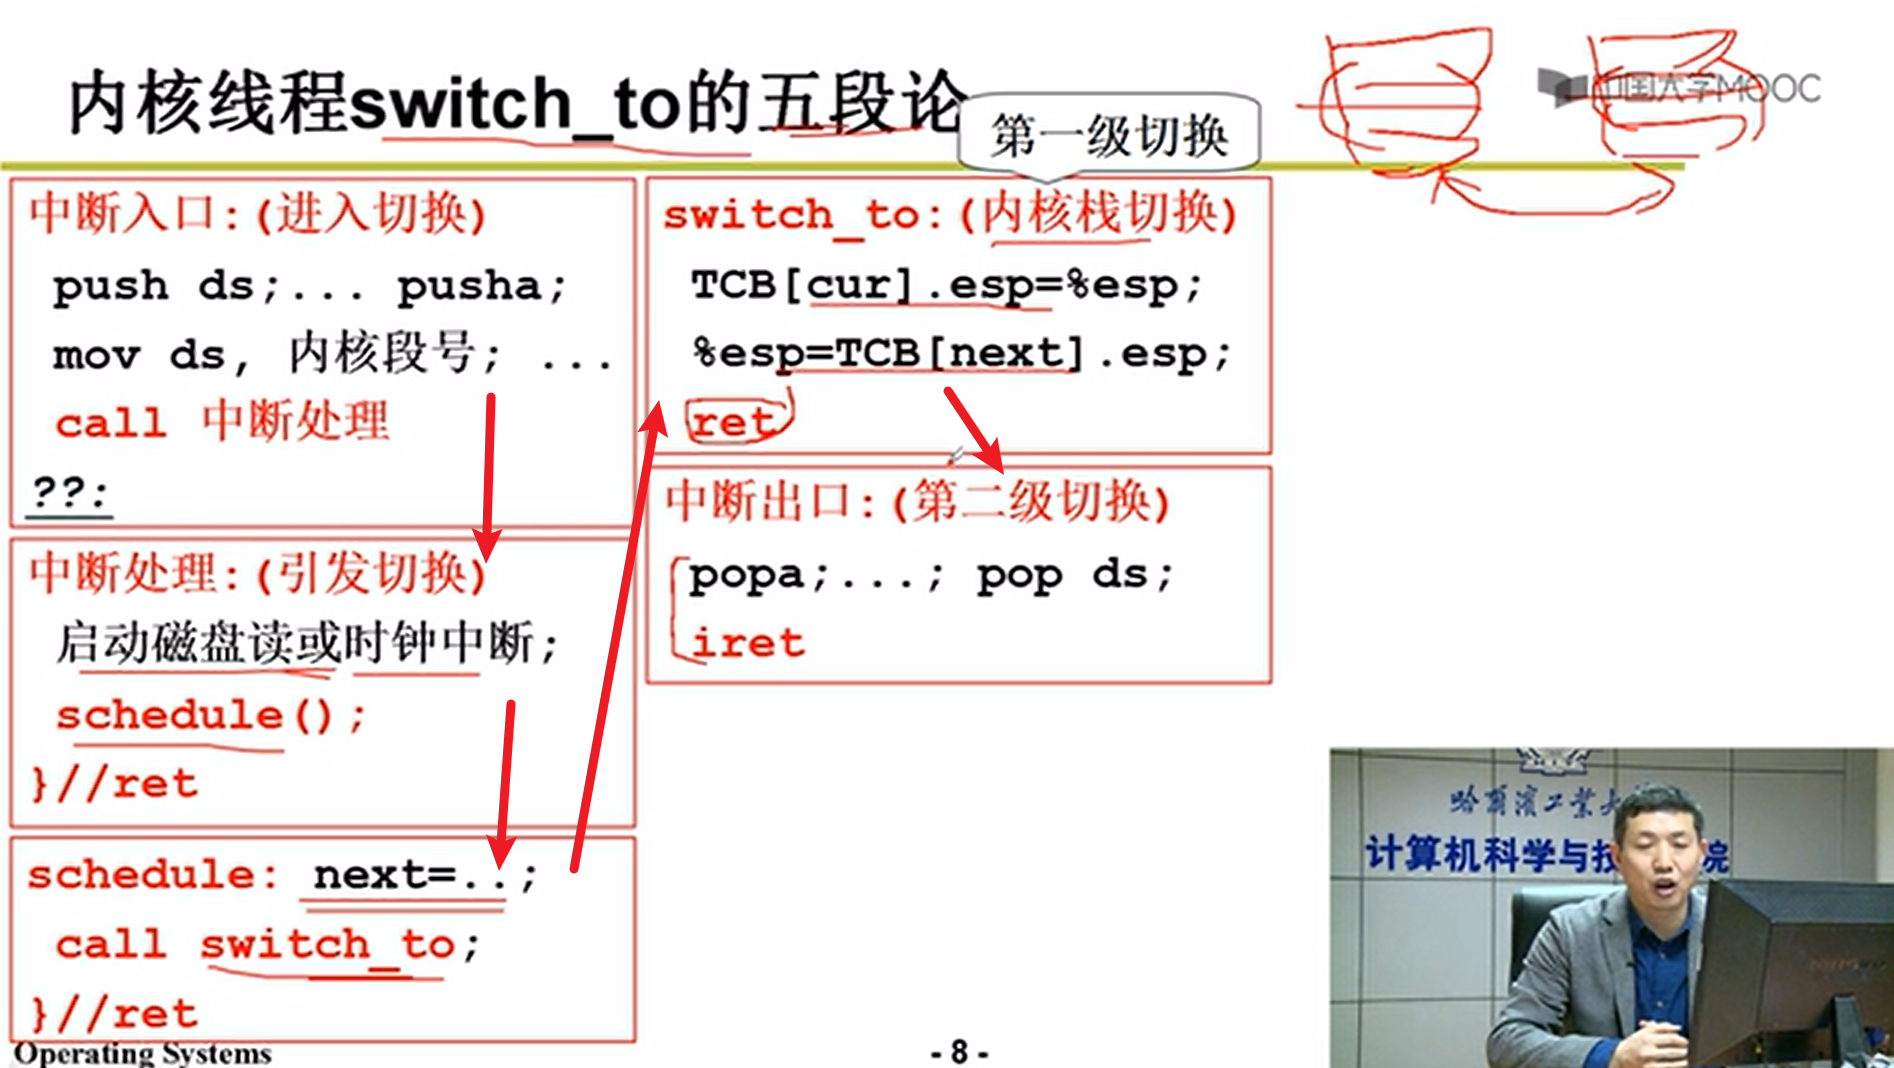 内核线程switch_to的五段论
第一级切换
中国大学MOOC
中断入口:(进入切换)
push ds;... pusha;
mov ds, 内核段号; ...
call 中断处理
??:
中断处理:(引发切换)
启动磁盘读或时钟中断;
schedule();
}//ret
schedule: next=..;
call switch_to;
}//ret
switch_to:(内核栈切换)
TCB[cur].esp=%esp;
%esp=TCB[next].esp;
ret
中断出口:(第二级切换)
popa;...; pop ds;
iret
哈尔滨工业大
计算机科学与技 院
Operating Systems
- 8 -